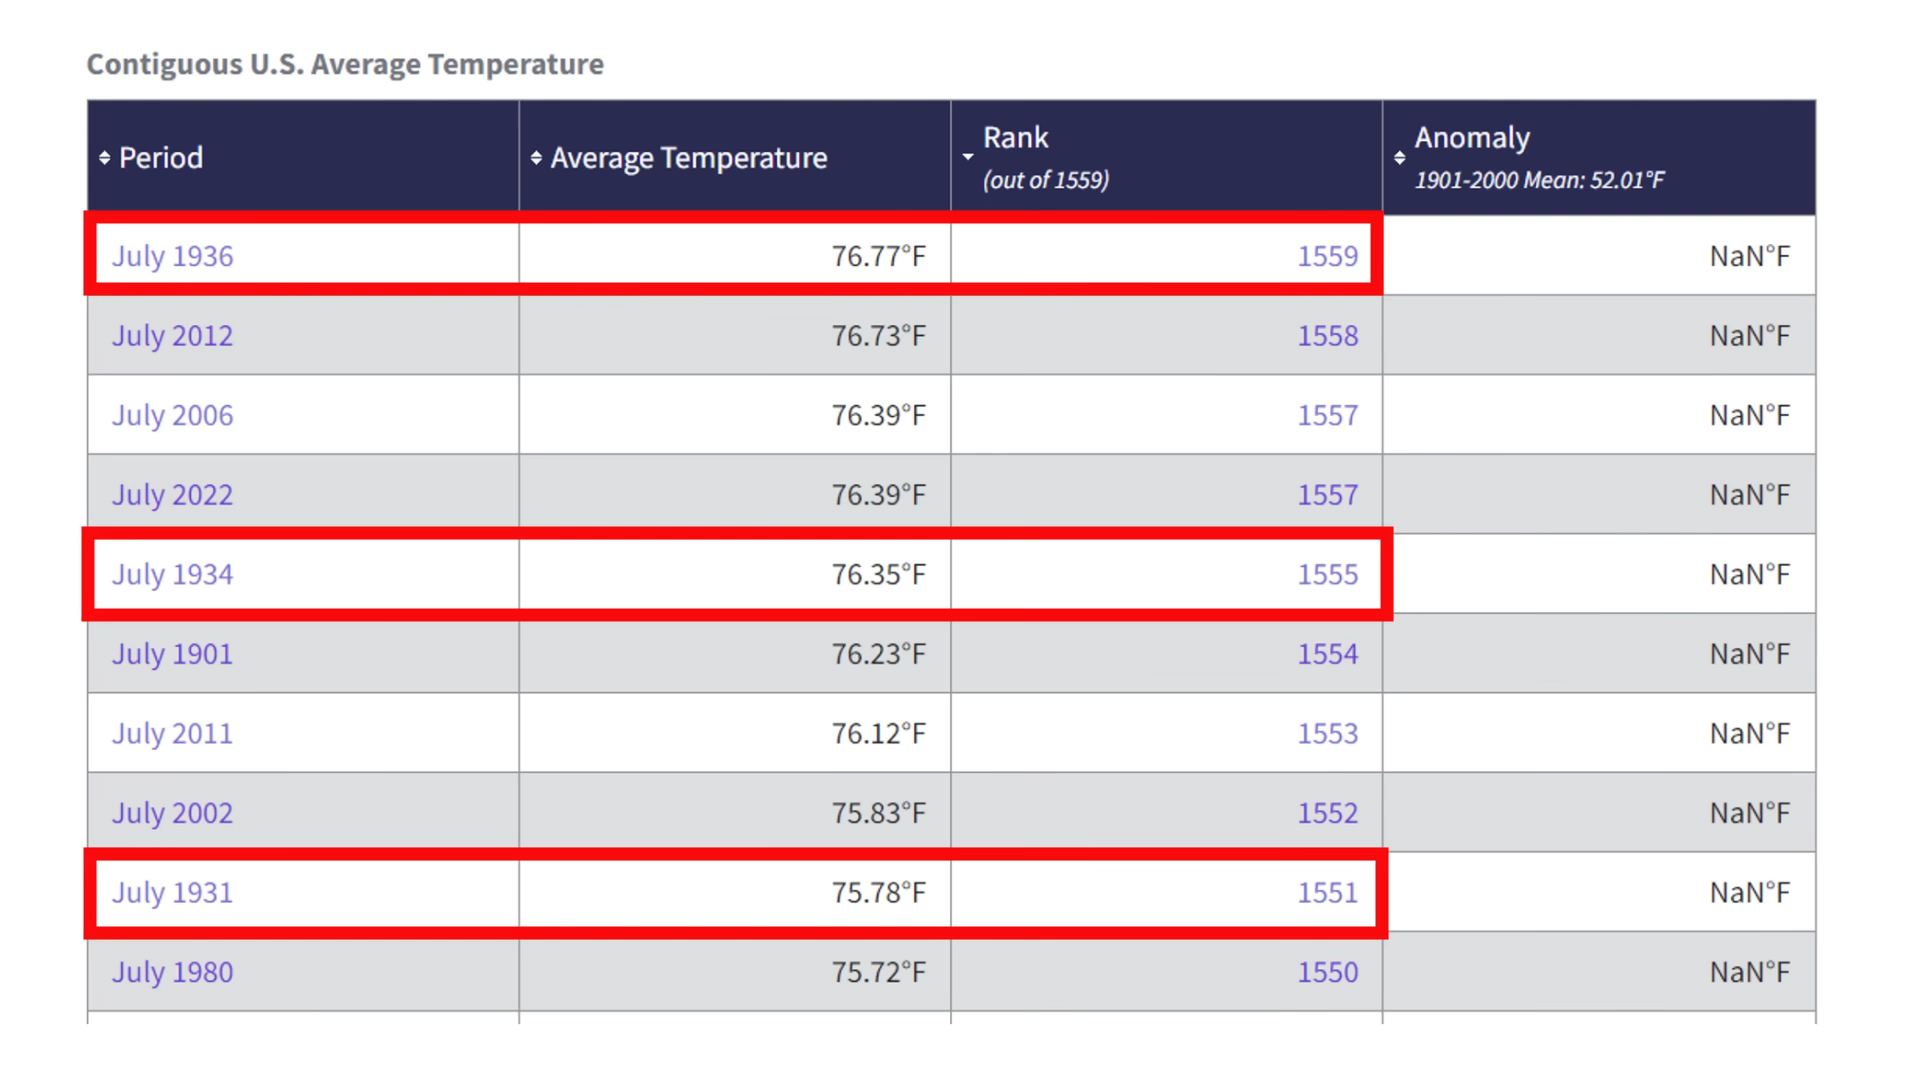 Contiguous U.S. Average Temperature
Period Average Temperature Rank (out of 1559) Anomaly 1901-2000 Mean: 52.01°F
July 1936 76.77°F 1559 NaN°F
July 2012 76.73°F 1558 NaN°F
July 2006 76.39°F 1557 NaN°F
July 2022 76.39°F 1557 NaN°F
July 1934 76.35°F 1555 NaN°F
July 1901 76.23°F 1554 NaN°F
July 2011 76.12°F 1553 NaN°F
July 2002 75.83°F 1552 NaN°F
July 1931 75.78°F 1551 NaN°F
July 1980 75.72°F 1550 NaN°F